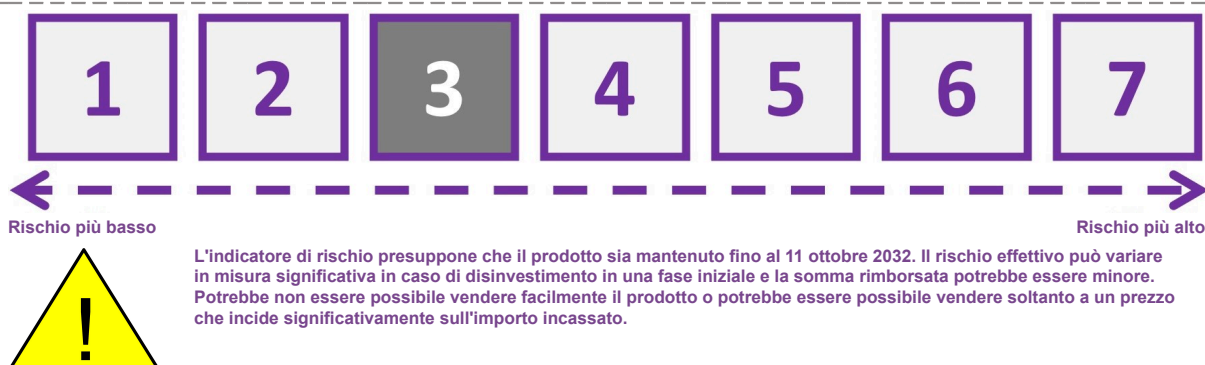 1 2 3 4 5 6 7
Rischio più basso Rischio più alto
L'indicatore di rischio presuppone che il prodotto sia mantenuto fino al 11 ottobre 2032. Il rischio effettivo può variare
in misura significativa in caso di disinvestimento in una fase iniziale e la somma rimborsata potrebbe essere minore.
Potrebbe non essere possibile vendere facilmente il prodotto o potrebbe essere possibile vendere soltanto a un prezzo
che incide significativamente sull'importo incassato.
!